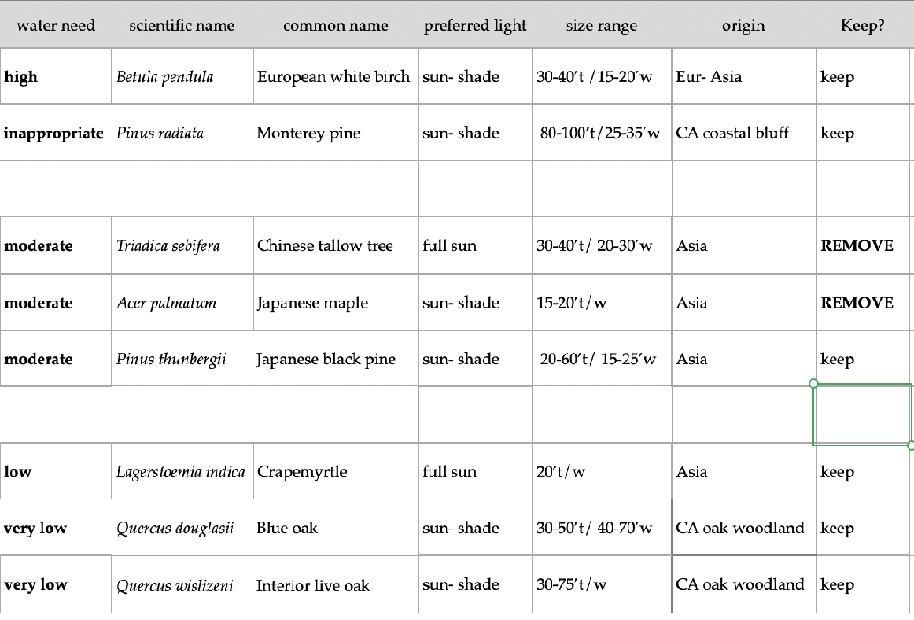 water need scientific name common name preferred light size range origin Keep?
high Betula pendula European white birch sun- shade 30-40't /15-20'w Eur- Asia keep
inappropriate Pinus radiata Monterey pine sun- shade 80-100't/25-35'w CA coastal bluff keep
moderate Triadica sebifera Chinese tallow tree full sun 30-40't/ 20-30'w Asia REMOVE
moderate Acer palmatum Japanese maple sun- shade 15-20't/w Asia REMOVE
moderate Pinus thunbergii Japanese black pine sun- shade 20-60't/ 15-25'w Asia keep
low Lagerstoemia indica Crapemyrtle full sun 20't/w Asia keep
very low Quercus douglasii Blue oak sun- shade 30-50't/ 40-70'w CA oak woodland keep
very low Quercus wislizeni Interior live oak sun- shade 30-75't/w CA oak woodland keep